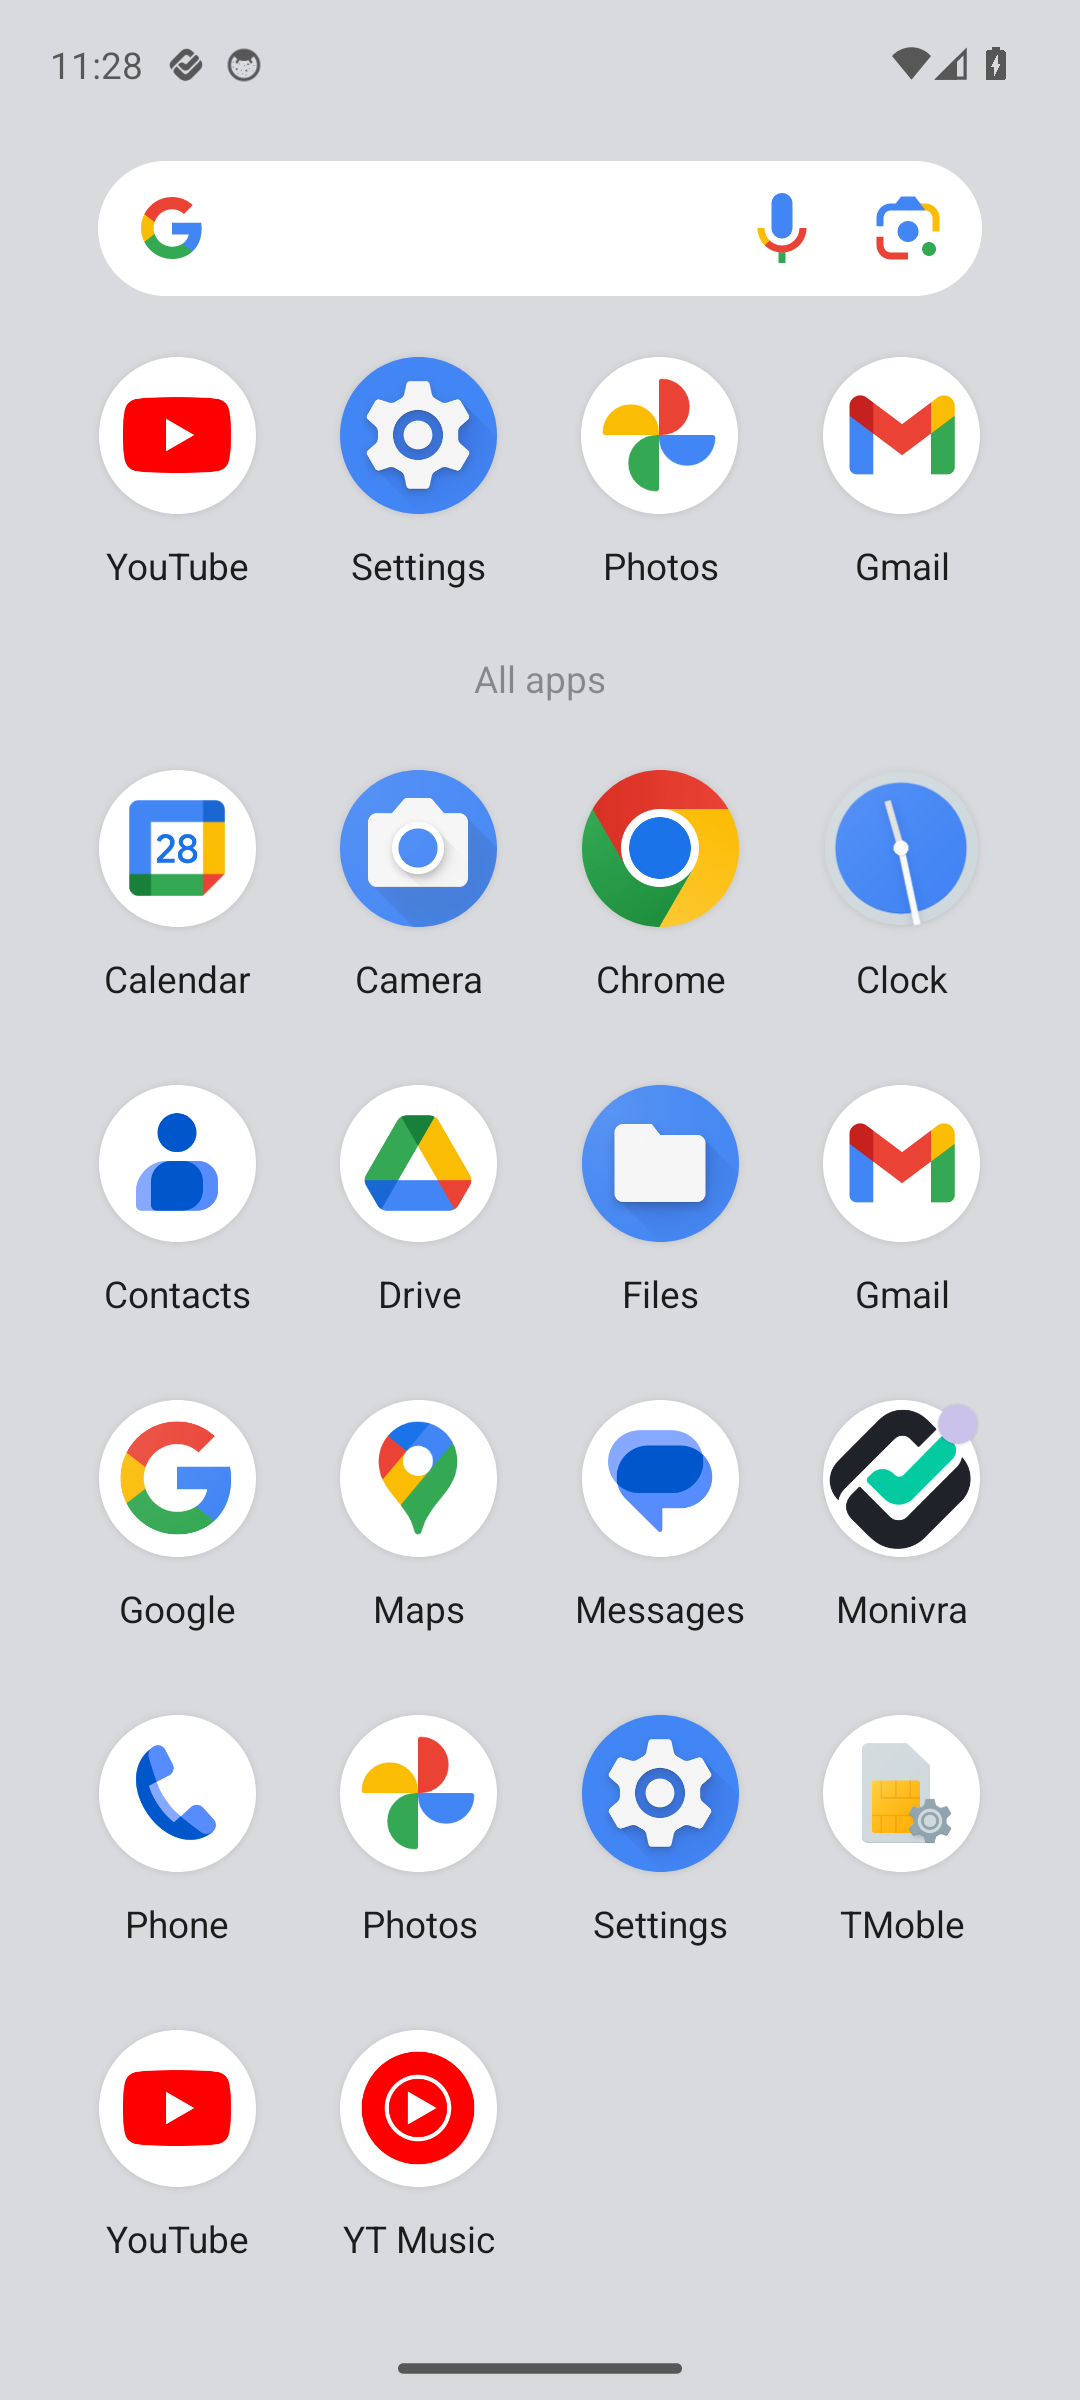 11:28
YouTube Settings Photos Gmail
All apps
28
Calendar Camera Chrome Clock
Contacts Drive Files Gmail
Google Maps Messages Monivra
Phone Photos Settings TMoble
YouTube YT Music